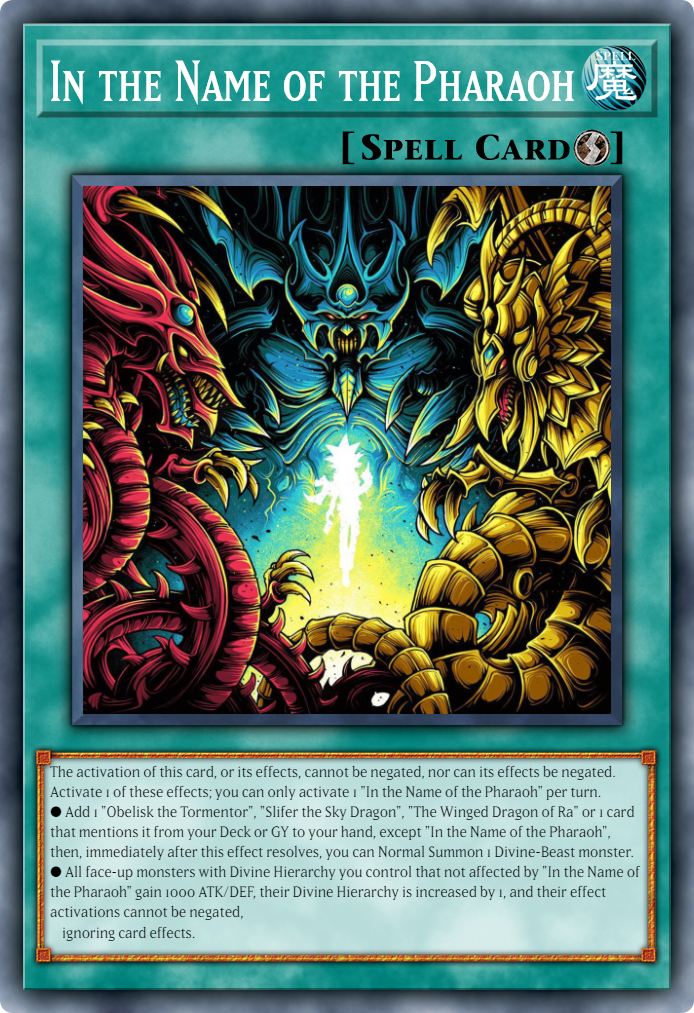 In the Name of the Pharaoh
SPELL
魔
[Spell Card]
The activation of this card, or its effects, cannot be negated, nor can its effects be negated.
Activate 1 of these effects; you can only activate 1 "In the Name of the Pharaoh" per turn.
● Add 1 "Obelisk the Tormentor", "Slifer the Sky Dragon", "The Winged Dragon of Ra" or 1 card
that mentions it from your Deck or GY to your hand, except "In the Name of the Pharaoh",
then, immediately after this effect resolves, you can Normal Summon 1 Divine-Beast monster.
● All face-up monsters with Divine Hierarchy you control that not affected by "In the Name of
the Pharaoh" gain 1000 ATK/DEF, their Divine Hierarchy is increased by 1, and their effect
activations cannot be negated,
ignoring card effects.